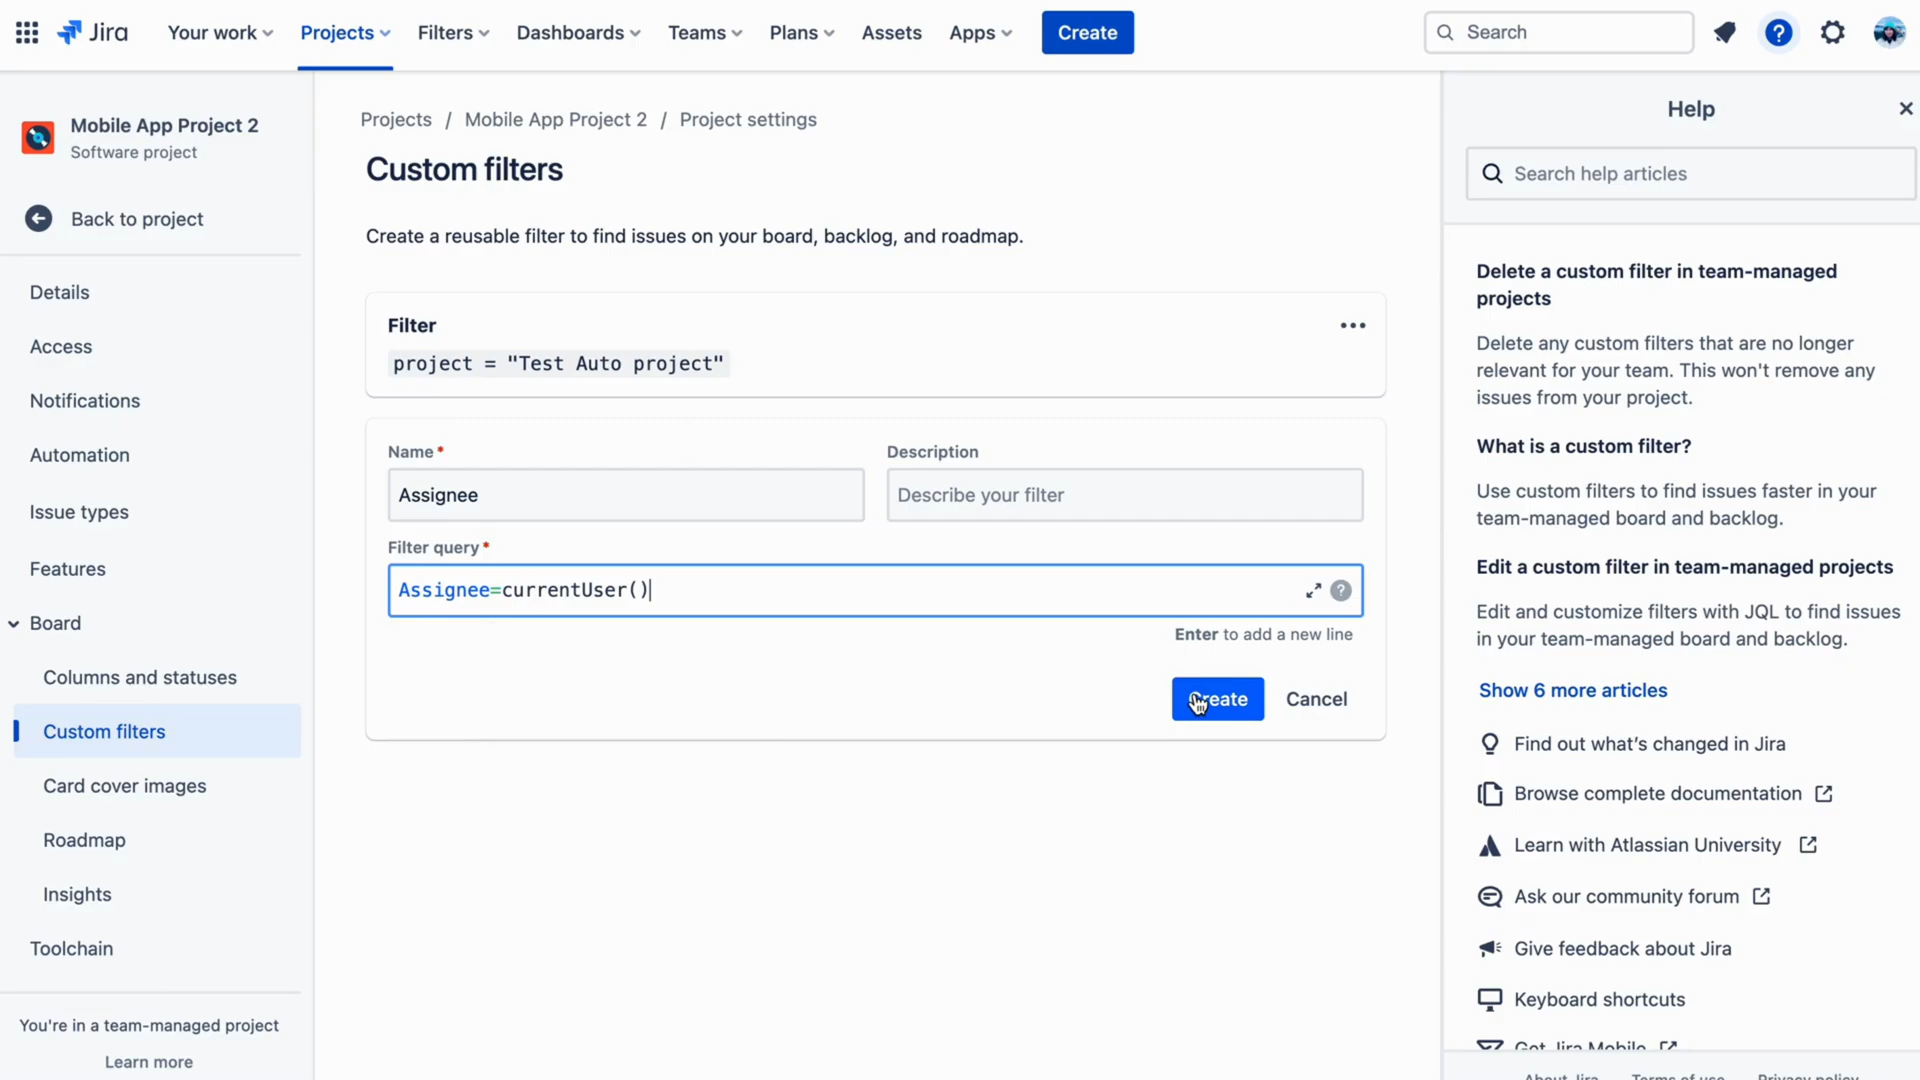 Jira
Your work
Projects
Filters
Dashboards
Teams
Plans
Assets
Apps
Create
Search
Mobile App Project 2
Software project
Back to project
Details
Access
Notifications
Automation
Issue types
Features
Board
Columns and statuses
Custom filters
Card cover images
Roadmap
Insights
Toolchain
You're in a team-managed project
Learn more
Projects / Mobile App Project 2 / Project settings
Custom filters
Create a reusable filter to find issues on your board, backlog, and roadmap.
Filter
project = "Test Auto project"
Name*
Description
Assignee
Describe your filter
Filter query*
Assignee=currentUser()
Enter to add a new line
Create
Cancel
Help
Search help articles
Delete a custom filter in team-managed
projects
Delete any custom filters that are no longer
relevant for your team. This won't remove any
issues from your project.
What is a custom filter?
Use custom filters to find issues faster in your
team-managed board and backlog.
Edit a custom filter in team-managed projects
Edit and customize filters with JQL to find issues
in your team-managed board and backlog.
Show 6 more articles
Find out what’s changed in Jira
Browse complete documentation
Learn with Atlassian University
Ask our community forum
Give feedback about Jira
Keyboard shortcuts
Get Jira Mobile
About Jira
Terms of use
Privacy policy